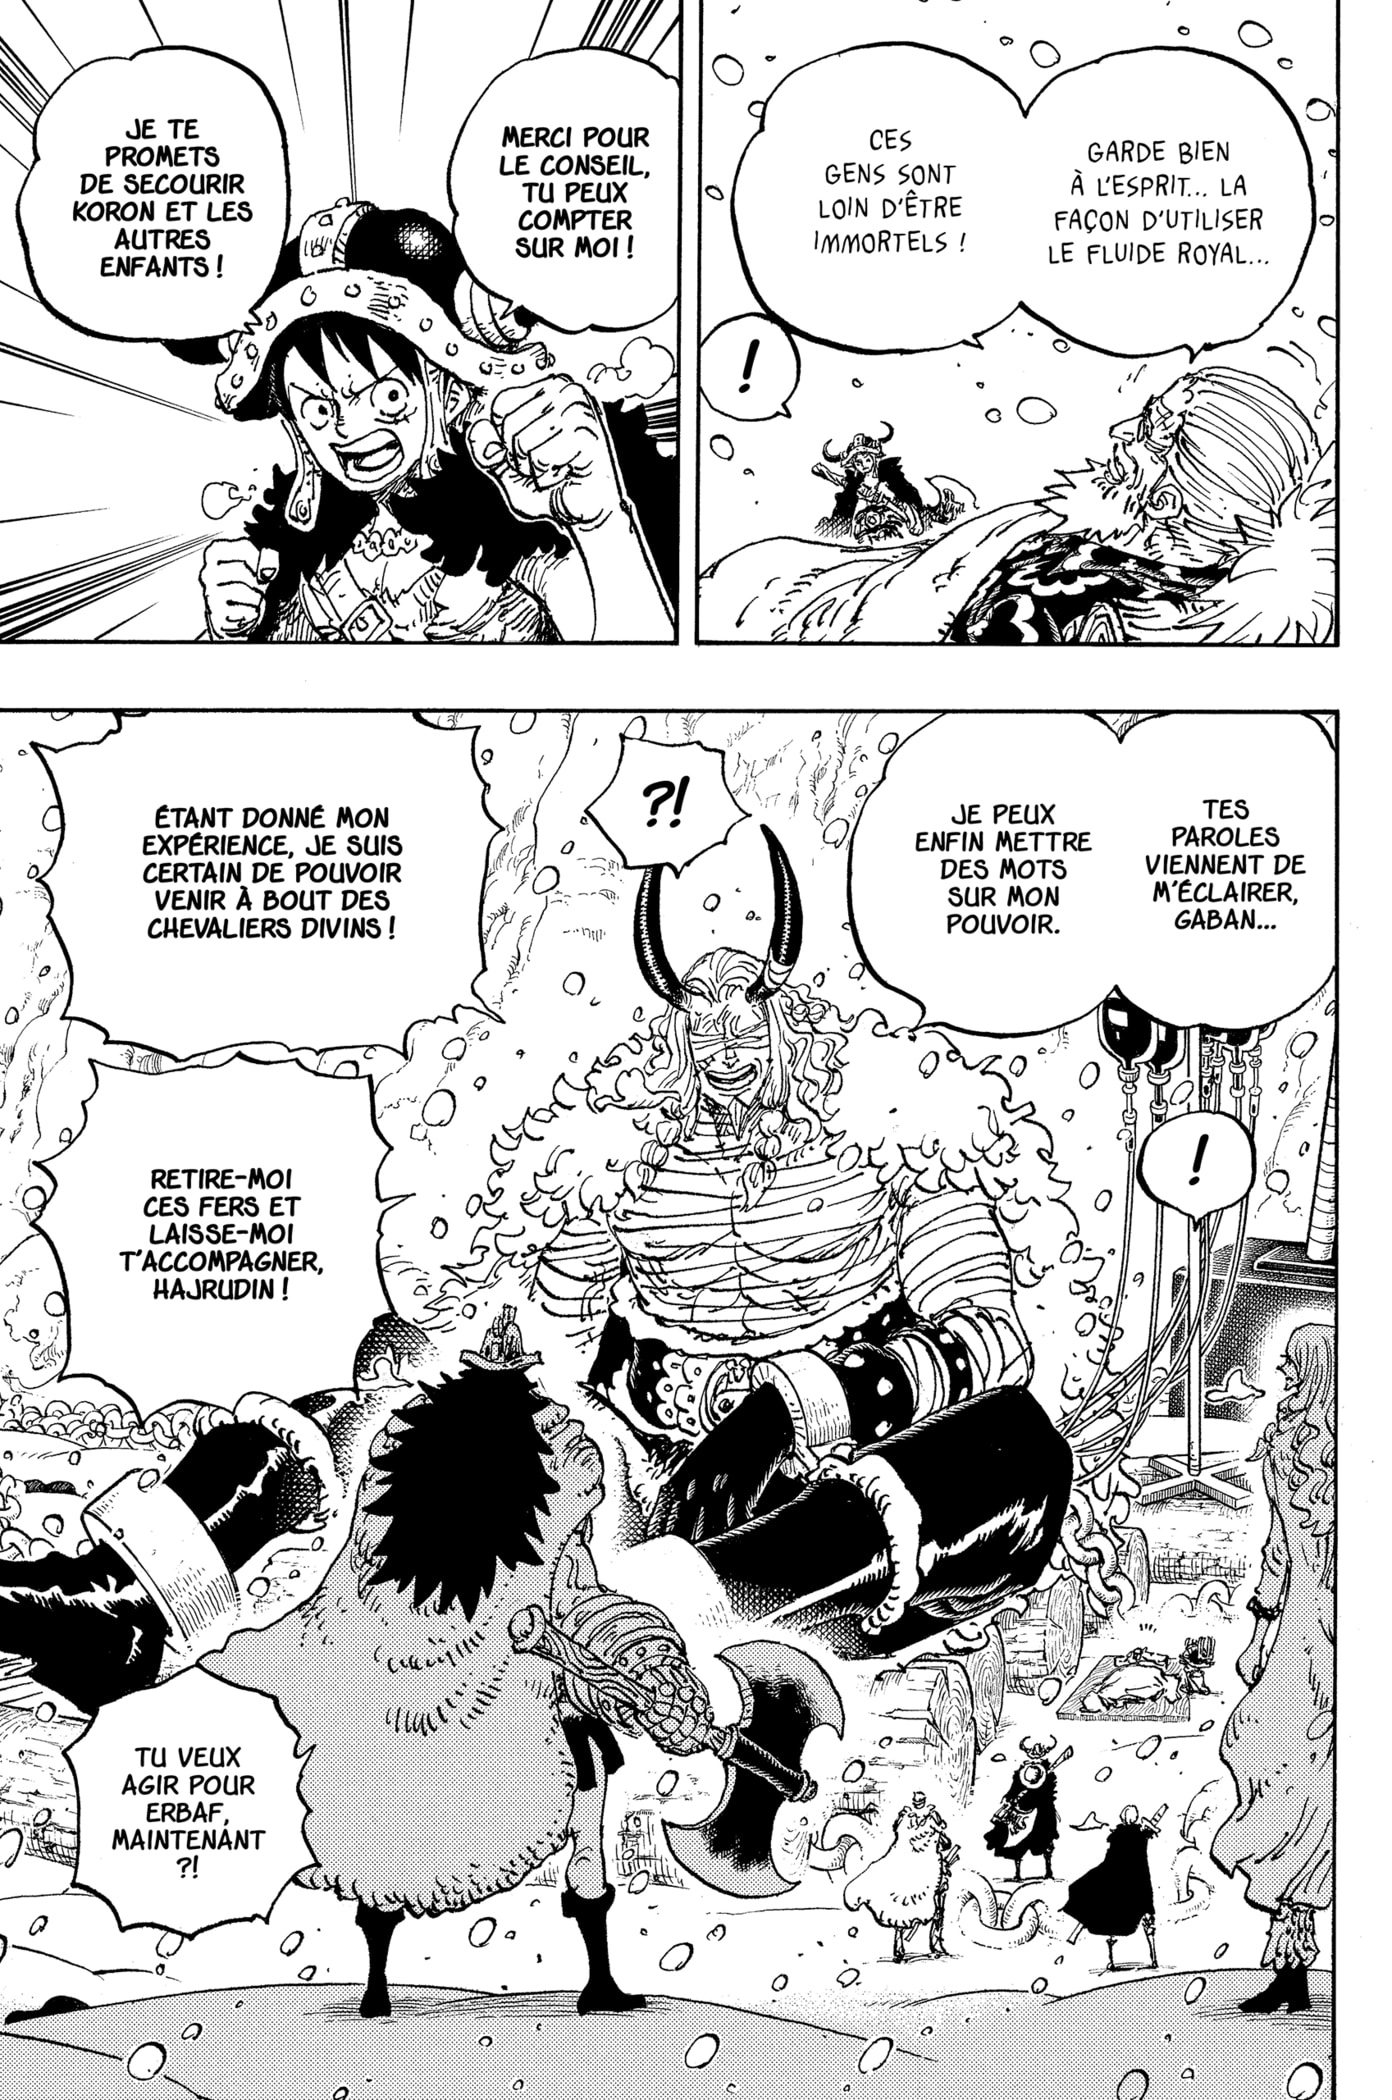 GARDE BIEN
À L'ESPRIT... LA
FAÇON D'UTILISER
LE FLUIDE ROYAL...
CES
GENS SONT
LOIN D'ÊTRE
IMMORTELS !
!
MERCI POUR
LE CONSEIL,
TU PEUX
COMPTER
SUR MOI !
JE TE
PROMETS
DE SECOURIR
KORON ET LES
AUTRES
ENFANTS !
TES
PAROLES
VIENNENT DE
M'ÉCLAIRER,
GABAN...
JE PEUX
ENFIN METTRE
DES MOTS
SUR MON
POUVOIR.
?!
!
ÉTANT DONNÉ MON
EXPÉRIENCE, JE SUIS
CERTAIN DE POUVOIR
VENIR À BOUT DES
CHEVALIERS DIVINS !
RETIRE-MOI
CES FERS ET
LAISSE-MOI
T'ACCOMPAGNER,
HAJRUDIN !
TU VEUX
AGIR POUR
ERBAF,
MAINTENANT
?!